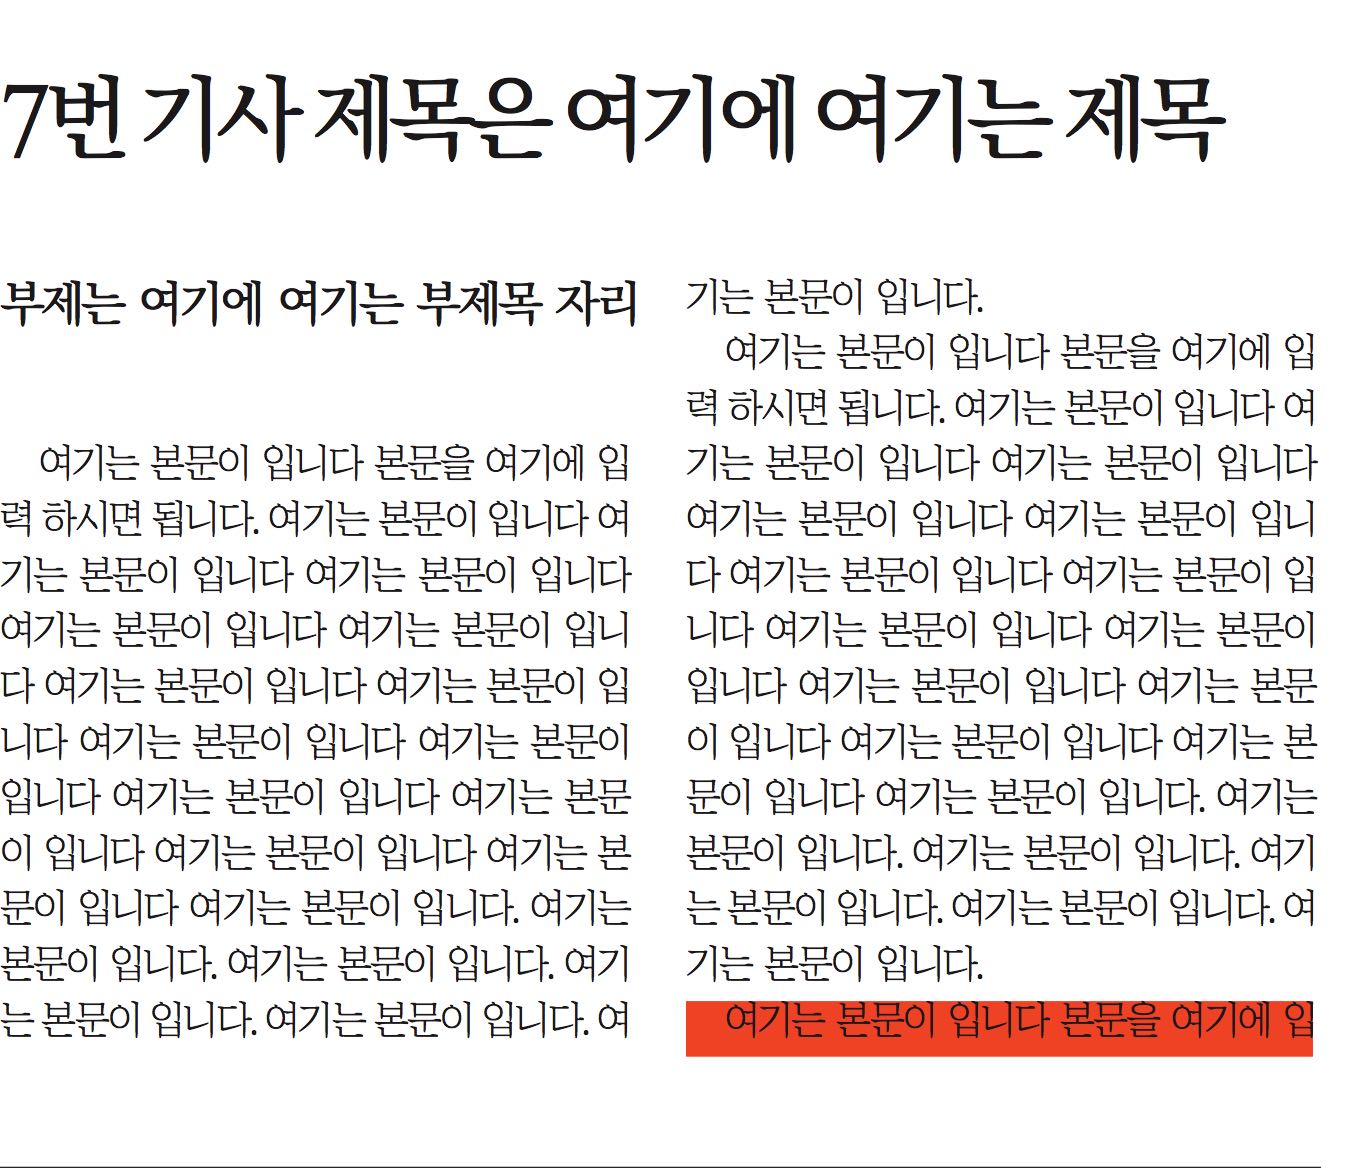 7번 기사 제목은 여기에 여기는 제목
부제는 여기에 여기는 부제목 자리
여기는 본문이 입니다 본문을 여기에 입
력 하시면 됩니다. 여기는 본문이 입니다 여
기는 본문이 입니다 여기는 본문이 입니다
여기는 본문이 입니다 여기는 본문이 입니
다 여기는 본문이 입니다 여기는 본문이 입
니다 여기는 본문이 입니다 여기는 본문이
입니다 여기는 본문이 입니다 여기는 본문
이 입니다 여기는 본문이 입니다 여기는 본
문이 입니다 여기는 본문이 입니다. 여기는
본문이 입니다. 여기는 본문이 입니다. 여기
는 본문이 입니다. 여기는 본문이 입니다. 여
기는 본문이 입니다.
여기는 본문이 입니다 본문을 여기에 입
력 하시면 됩니다. 여기는 본문이 입니다 여
기는 본문이 입니다 여기는 본문이 입니다
여기는 본문이 입니다 여기는 본문이 입니
다 여기는 본문이 입니다 여기는 본문이 입
니다 여기는 본문이 입니다 여기는 본문이
입니다 여기는 본문이 입니다 여기는 본문
이 입니다 여기는 본문이 입니다 여기는 본
문이 입니다 여기는 본문이 입니다. 여기는
본문이 입니다. 여기는 본문이 입니다. 여기
는 본문이 입니다. 여기는 본문이 입니다. 여
기는 본문이 입니다.
여기는 본문이 입니다 본문을 여기에 입